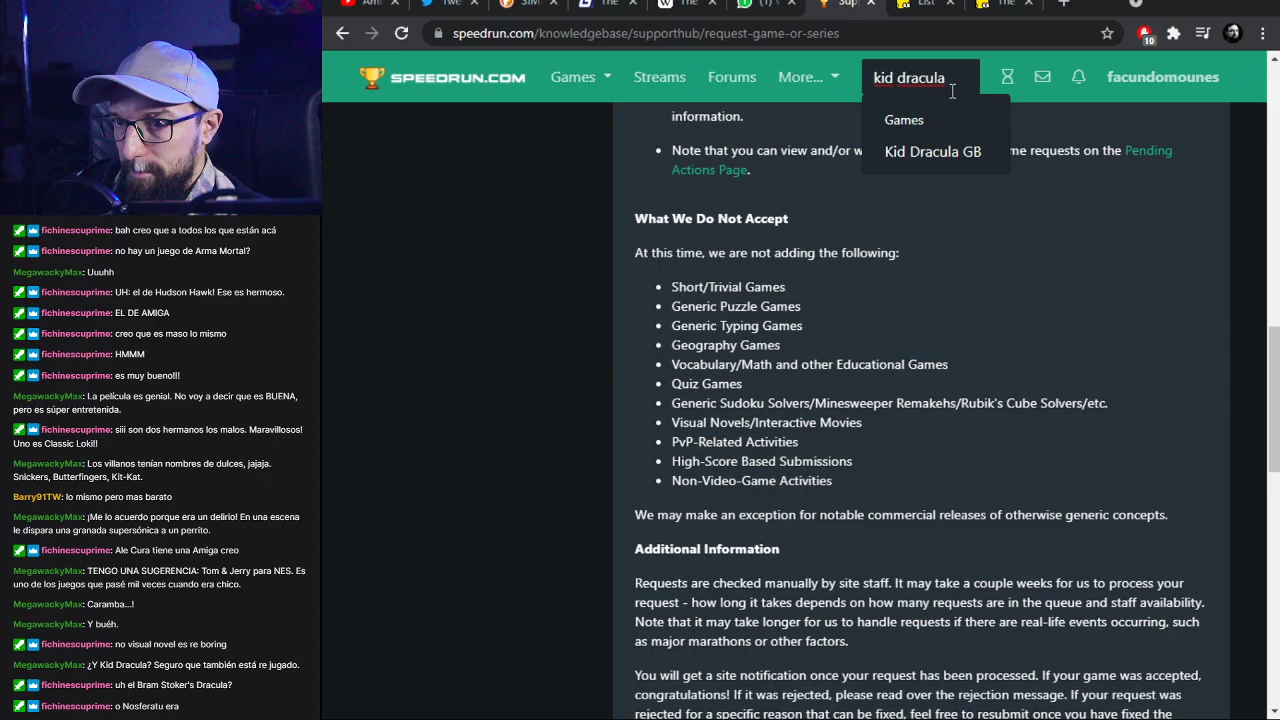 Twe
The
(1)
Sup
List
The
speedrun.com/knowledgebase/supporthub/request-game-or-series
10
SPEEDRUN.COM
Games
Streams
Forums
More...
kid dracula
facundomounes
Games
Kid Dracula GB
information.
Note that you can view and/or w
me requests on the Pending
Actions Page.
What We Do Not Accept
At this time, we are not adding the following:
Short/Trivial Games
Generic Puzzle Games
Generic Typing Games
Geography Games
Vocabulary/Math and other Educational Games
Quiz Games
Generic Sudoku Solvers/Minesweeper Remakehs/Rubik's Cube Solvers/etc.
Visual Novels/Interactive Movies
PvP-Related Activities
High-Score Based Submissions
Non-Video-Game Activities
We may make an exception for notable commercial releases of otherwise generic concepts.
Additional Information
Requests are checked manually by site staff. It may take a couple weeks for us to process your
request - how long it takes depends on how many requests are in the queue and staff availability.
Note that it may take longer for us to handle requests if there are real-life events occurring, such
as major marathons or other factors.
You will get a site notification once your request has been processed. If your game was accepted,
congratulations! If it was rejected, please read over the rejection message. If your request was
rejected for a specific reason that can be fixed, feel free to resubmit once you have fixed the
fichinescuprime: bah creo que a todos los que están acá
fichinescuprime: no hay un juego de Arma Mortal?
MegawackyMax: Uuuhh
fichinescuprime: UH: el de Hudson Hawk! Ese es hermoso.
fichinescuprime: EL DE AMIGA
fichinescuprime: creo que es maso lo mismo
fichinescuprime: HMMM
fichinescuprime: es muy bueno!!!
MegawackyMax: La película es genial. No voy a decir que es BUENA,
pero es súper entretenida.
fichinescuprime: siii son dos hermanos los malos. Maravillosos!
Uno es Classic Loki!!
MegawackyMax: Los villanos tenían nombres de dulces, jajaja.
Snickers, Butterfingers, Kit-Kat.
Barry91TW: lo mismo pero mas barato
MegawackyMax: ¡Me lo acuerdo porque era un delirio! En una escena
le dispara una granada supersónica a un perrito.
fichinescuprime: Ale Cura tiene una Amiga creo
MegawackyMax: TENGO UNA SUGERENCIA: Tom & Jerry para NES. Es
uno de los juegos que pasé mil veces cuando era chico.
MegawackyMax: Caramba...!
MegawackyMax: Y buéh.
fichinescuprime: no visual novel es re boring
MegawackyMax: ¿Y Kid Dracula? Seguro que también está re jugado.
fichinescuprime: uh el Bram Stoker's Dracula?
fichinescuprime: o Nosferatu era